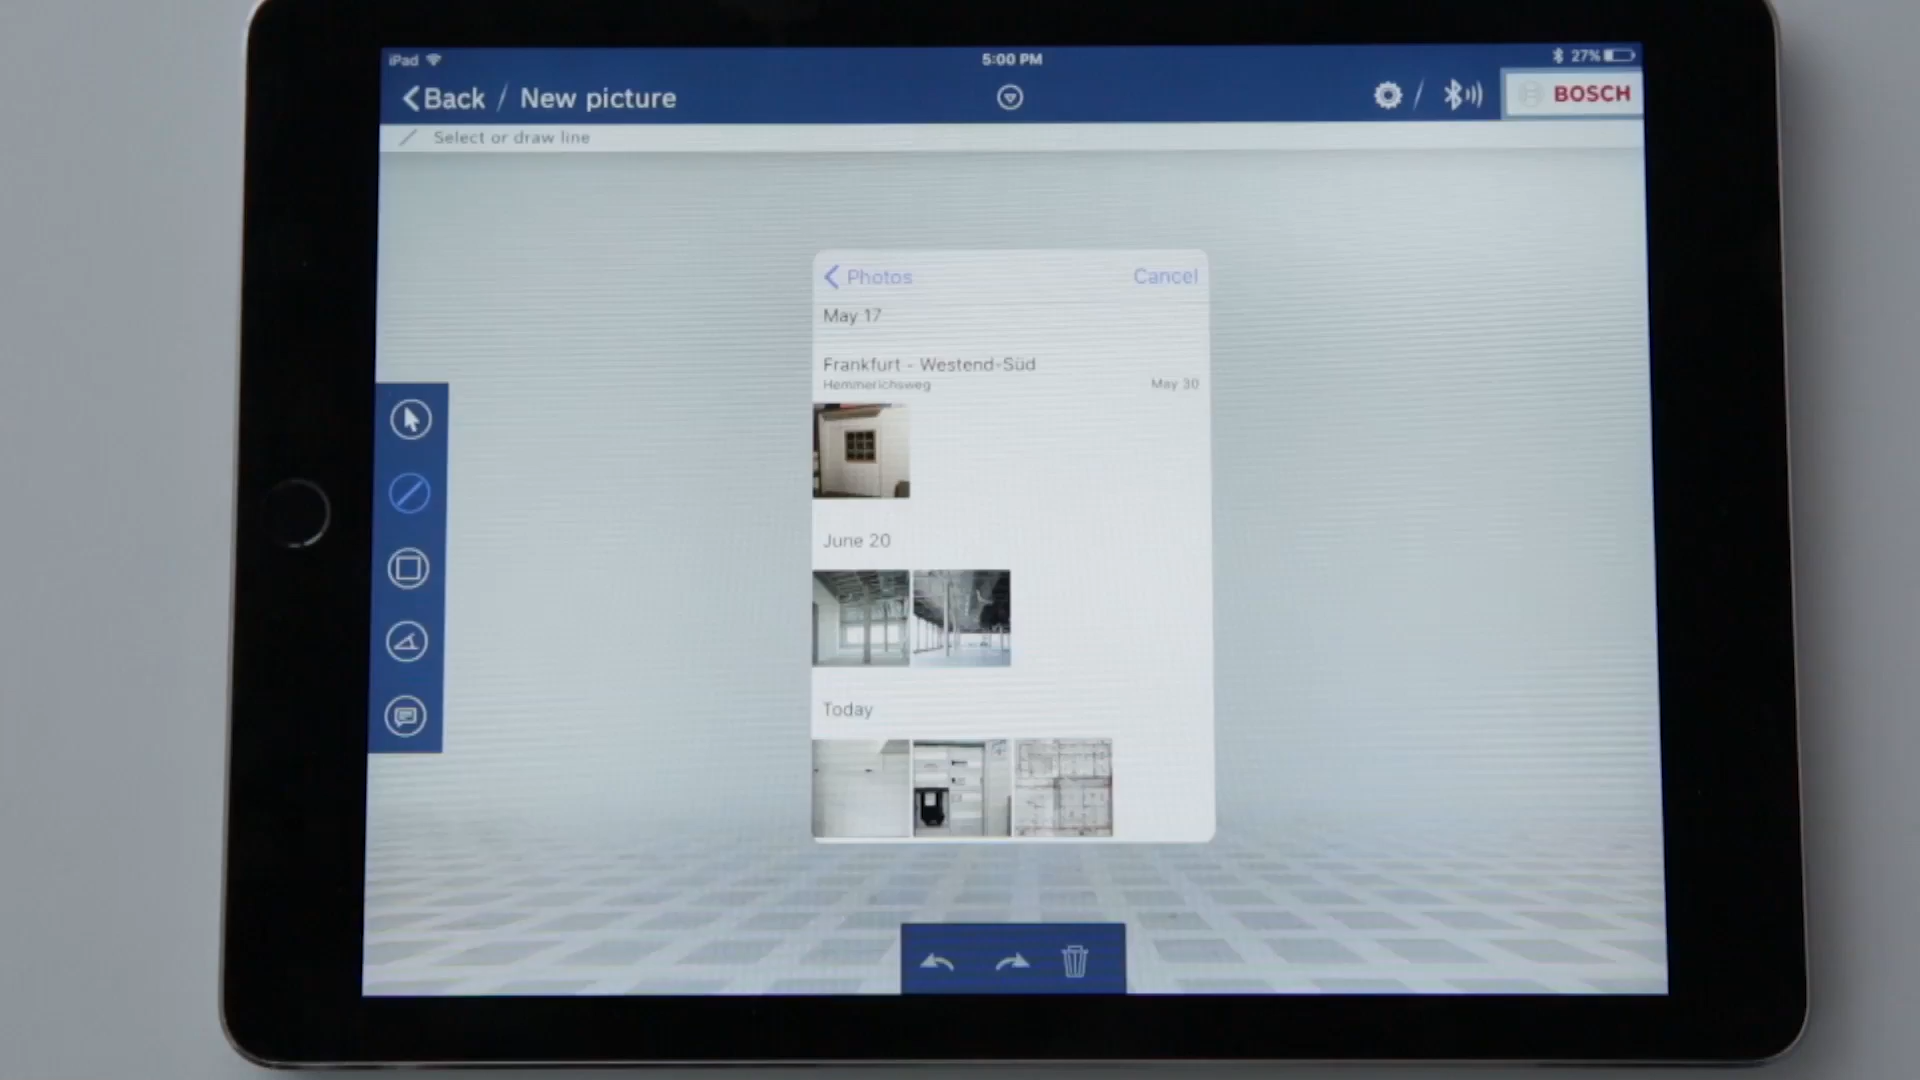 iPad
5:00 PM
27%
Back / New picture
BOSCH
Select or draw line
Photos
Cancel
May 17
Frankfurt - Westend-Süd
Hemmerichsweg
May 30
June 20
Today